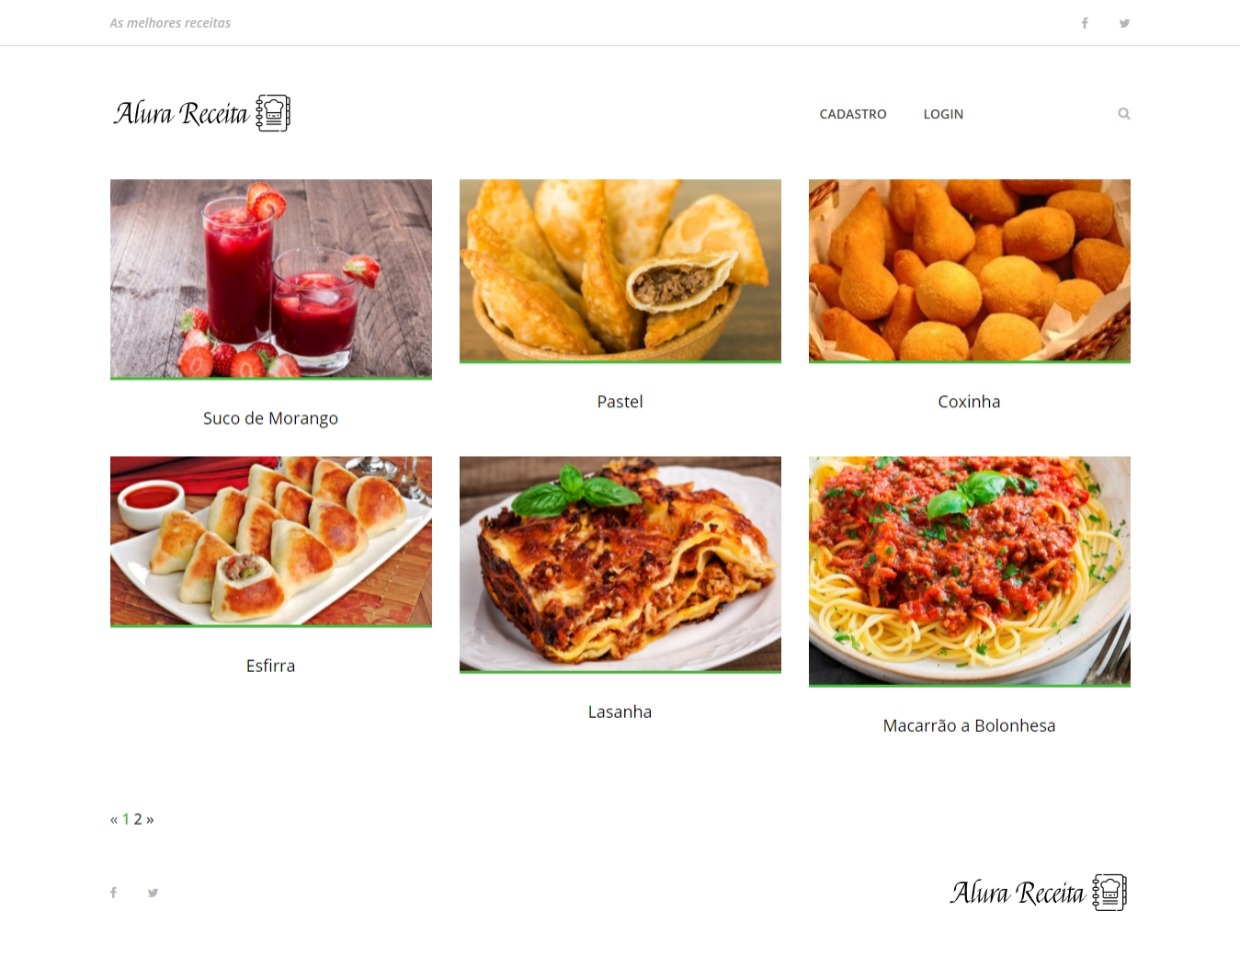 As melhores receitas
Alura Receita
CADASTRO LOGIN
Suco de Morango
Pastel
Coxinha
Esfirra
Lasanha
Macarrão a Bolonhesa
« 1 2 »
Alura Receita